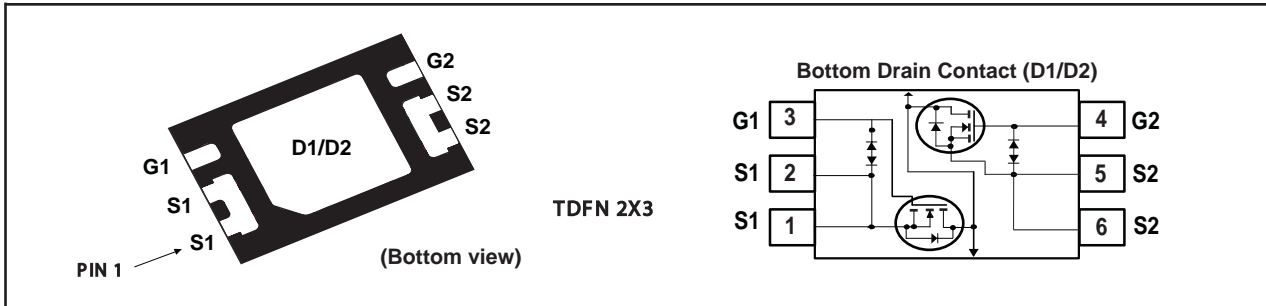 G2
S2
S2
D1/D2
G1
S1
S1
PIN 1
(Bottom view)
TDFN 2X3
Bottom Drain Contact (D1/D2)
G1 3 4 G2
S1 2 5 S2
S1 1 6 S2